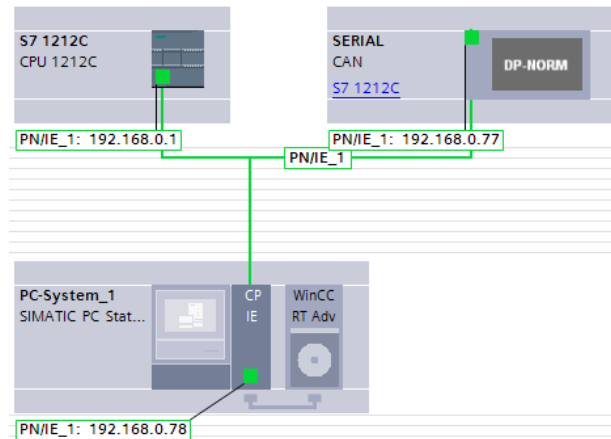 S7 1212C
CPU 1212C
SERIAL
CAN
S7 1212C
DP-NORM
PN/IE_1: 192.168.0.1
PN/IE_1: 192.168.0.77
PN/IE_1
PC-System_1
SIMATIC PC Stat...
CP
IE
WinCC
RT Adv
PN/IE_1: 192.168.0.78